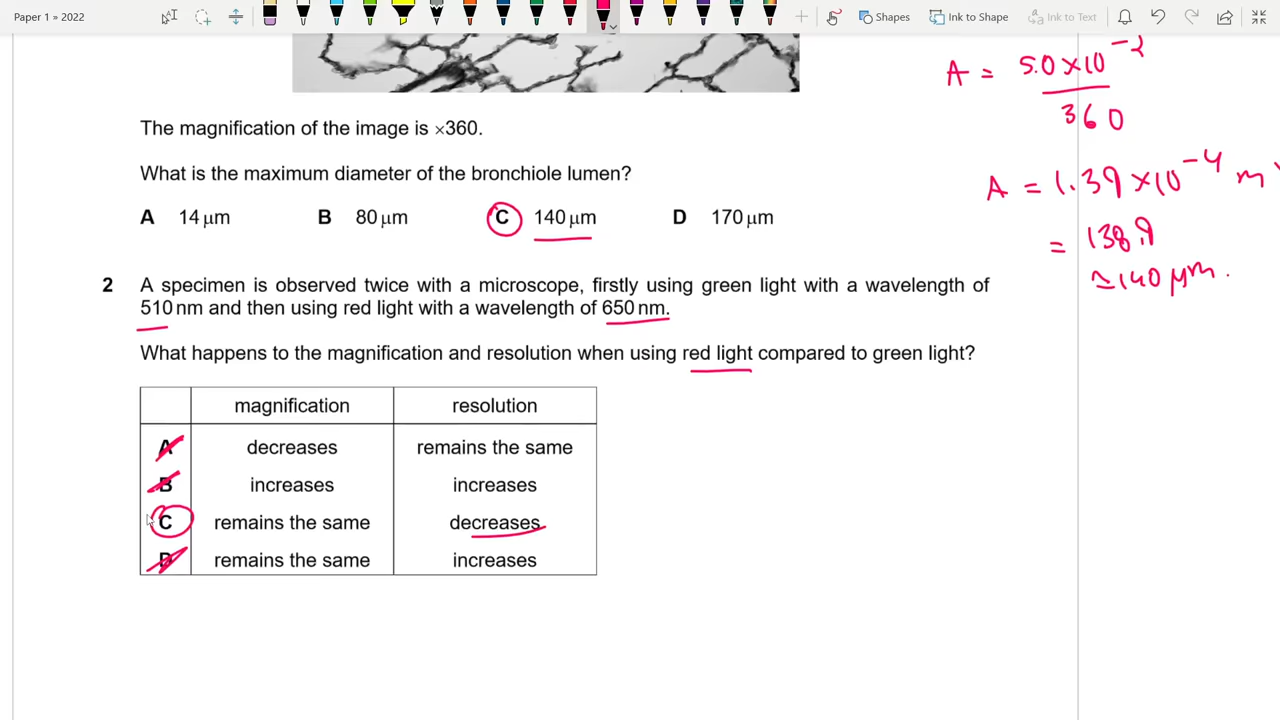 Paper 1 » 2022
Shapes
Ink to Shape
Ink to Text
A = 5.0×10⁻²
360
The magnification of the image is ×360.
What is the maximum diameter of the bronchiole lumen?
A = 1.39×10⁻⁴ m
A 14 µm B 80 µm C 140 µm D 170 µm
= 138.9
≃140 µm.
2 A specimen is observed twice with a microscope, firstly using green light with a wavelength of
510 nm and then using red light with a wavelength of 650 nm.
What happens to the magnification and resolution when using red light compared to green light?
magnification resolution
A decreases remains the same
B increases increases
C remains the same decreases
D remains the same increases